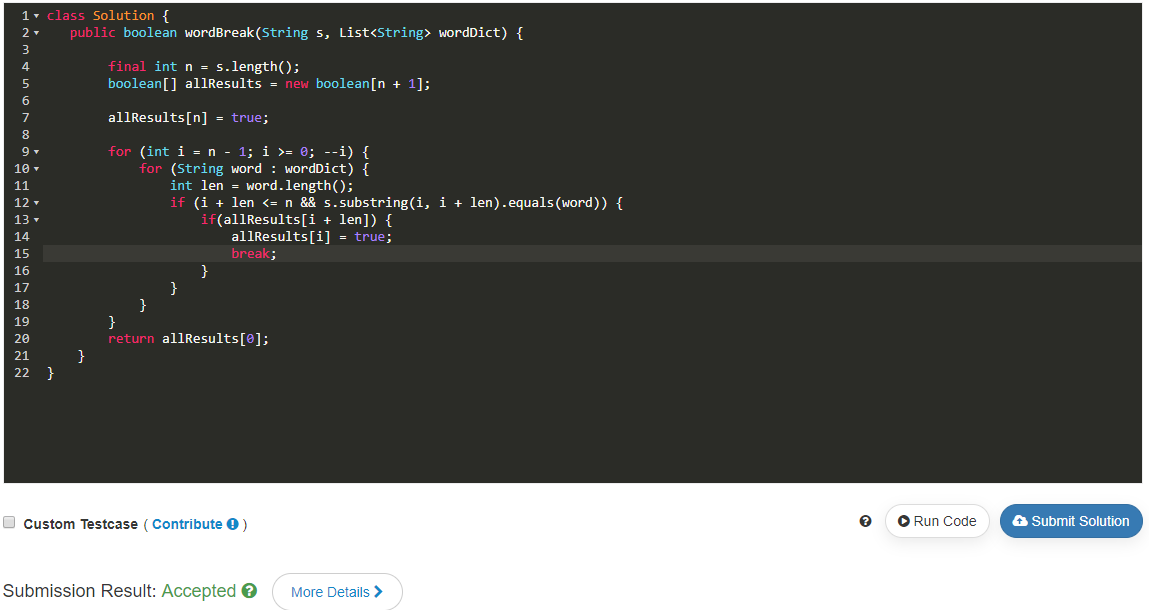 1 class Solution {
2 public boolean wordBreak(String s, List<String> wordDict) {
3
4 final int n = s.length();
5 boolean[] allResults = new boolean[n + 1];
6
7 allResults[n] = true;
8
9 for (int i = n - 1; i >= 0; --i) {
10 for (String word : wordDict) {
11 int len = word.length();
12 if (i + len <= n && s.substring(i, i + len).equals(word)) {
13 if(allResults[i + len]) {
14 allResults[i] = true;
15 break;
16 }
17 }
18 }
19 }
20 return allResults[0];
21 }
22 }
Custom Testcase ( Contribute ! ) ? Run Code Submit Solution
Submission Result: Accepted ? More Details